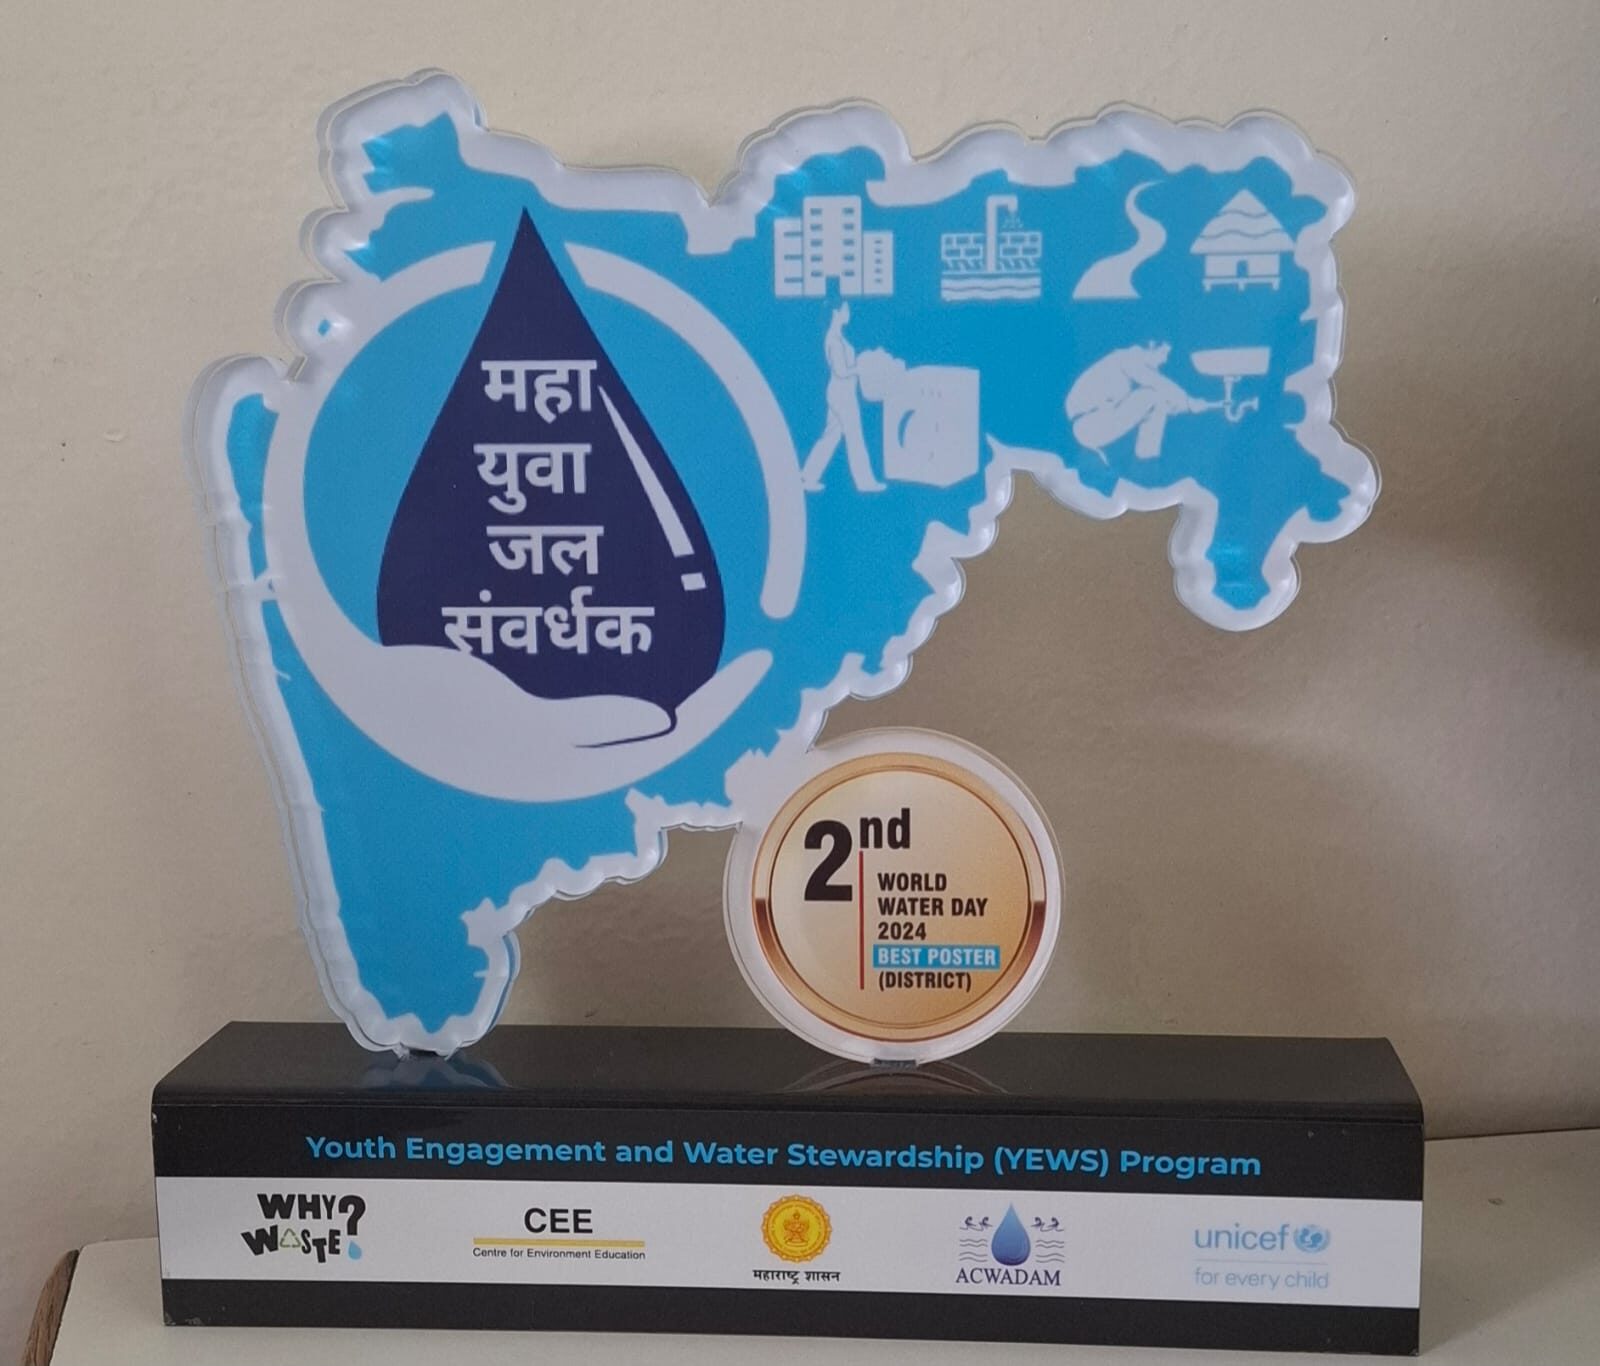 महा
युवा
जल
संवर्धक
2nd
WORLD
WATER DAY
2024
BEST POSTER
(DISTRICT)
Youth Engagement and Water Stewardship (YEWS) Program
WHY?
WASTE
CEE
Centre for Environment Education
महाराष्ट्र शासन
ACWADAM
unicef
for every child